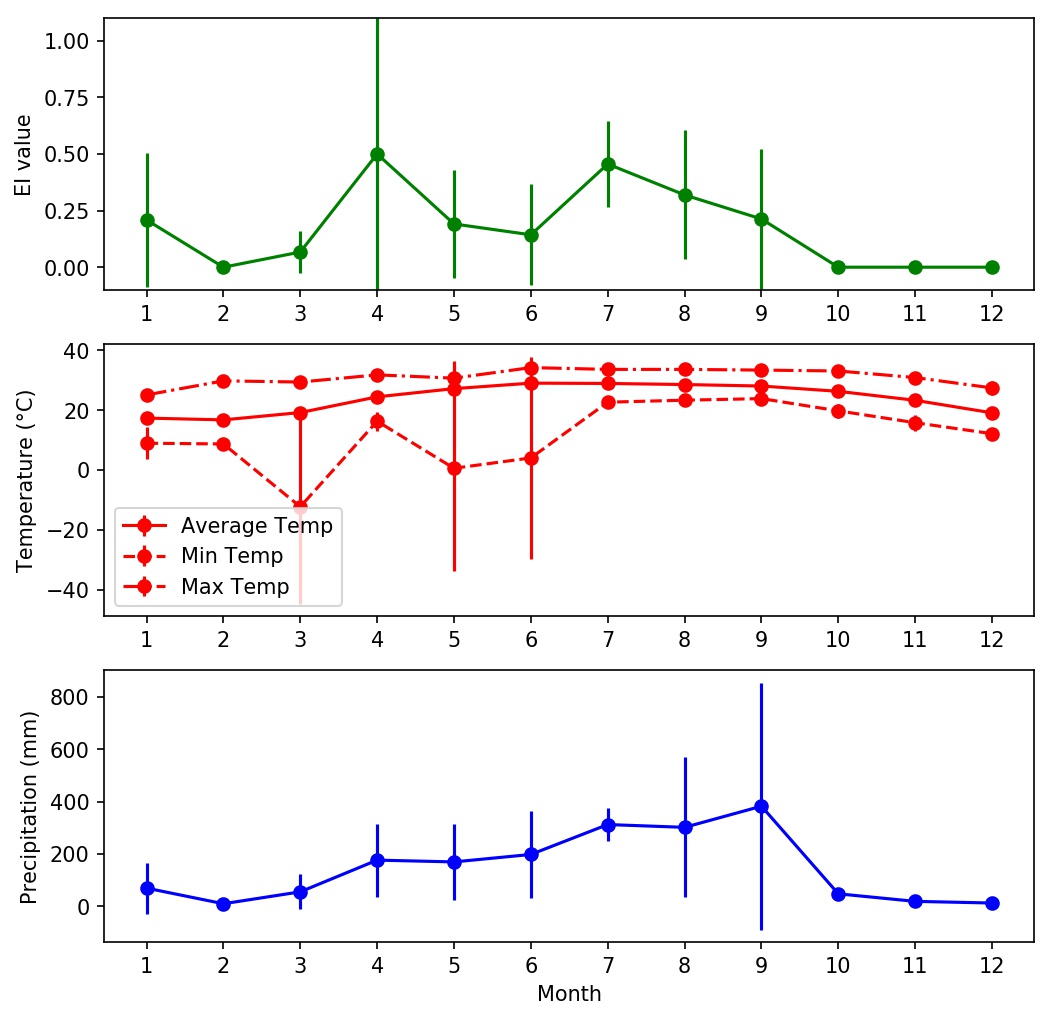 EI value
1.00
0.75
0.50
0.25
0.00
1 2 3 4 5 6 7 8 9 10 11 12
Temperature (°C)
40
20
0
−20
−40
Average Temp
Min Temp
Max Temp
1 2 3 4 5 6 7 8 9 10 11 12
Precipitation (mm)
800
600
400
200
0
1 2 3 4 5 6 7 8 9 10 11 12
Month